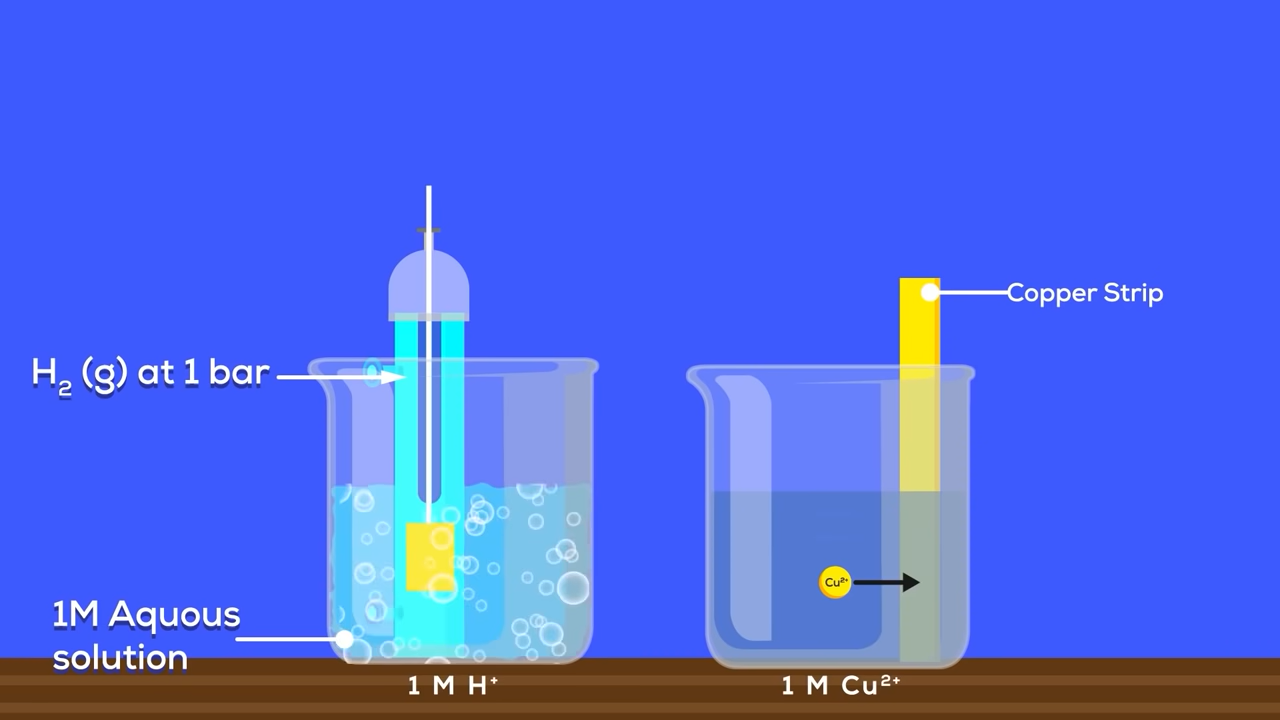 Copper Strip
H₂ (g) at 1 bar
Cu²⁺
1M Aquous
solution
1 M H⁺
1 M Cu²⁺